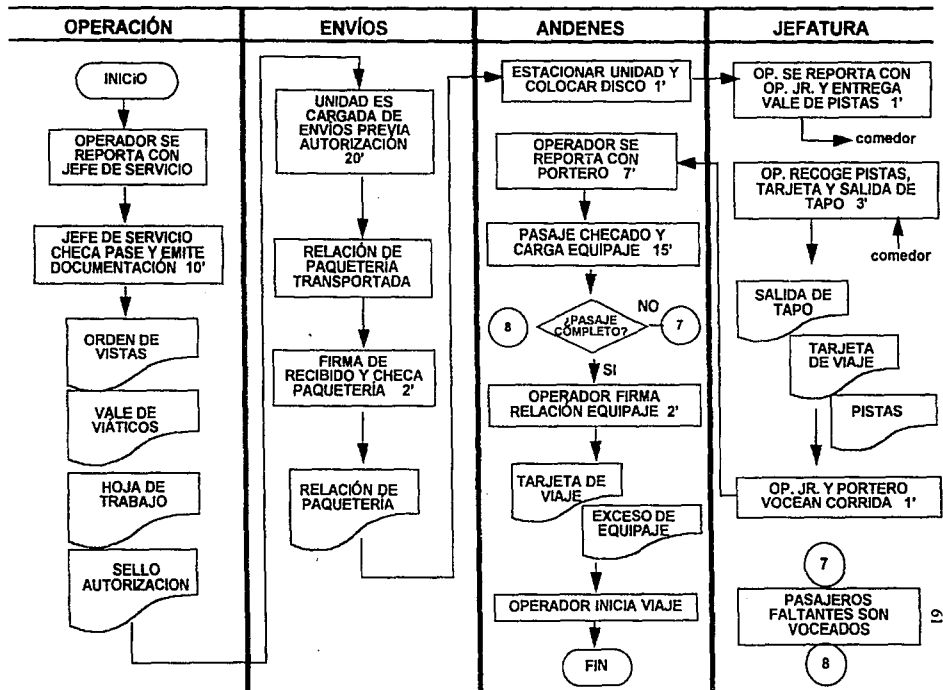 OPERACIÓN
ENVÍOS
ANDENES
JEFATURA
INICIO
OPERADOR SE
REPORTA CON
JEFE DE SERVICIO
JEFE DE SERVICIO
CHECA PASE Y EMITE
DOCUMENTACIÓN 10'
ORDEN DE
VISTAS
VALE DE
VIÁTICOS
HOJA DE
TRABAJO
SELLO
AUTORIZACION
UNIDAD ES
CARGADA DE
ENVÍOS PREVIA
AUTORIZACIÓN
20'
RELACIÓN DE
PAQUETERÍA
TRANSPORTADA
FIRMA DE
RECIBIDO Y CHECA
PAQUETERÍA 2'
RELACIÓN DE
PAQUETERÍA
ESTACIONAR UNIDAD Y
COLOCAR DISCO 1'
OPERADOR SE
REPORTA CON
PORTERO 7'
PASAJE CHECADO Y
CARGA EQUIPAJE 15'
8
¿PASAJE
COMPLETO?
NO
7
SI
OPERADOR FIRMA
RELACIÓN EQUIPAJE 2'
TARJETA DE
VIAJE
EXCESO DE
EQUIPAJE
OPERADOR INICIA VIAJE
FIN
OP. SE REPORTA CON
OP. JR. Y ENTREGA
VALE DE PISTAS 1'
comedor
OP. RECOGE PISTAS,
TARJETA Y SALIDA DE
TAPO 3'
comedor
SALIDA DE
TAPO
TARJETA
DE VIAJE
PISTAS
OP. JR. Y PORTERO
VOCEAN CORRIDA 1'
7
PASAJEROS
FALTANTES SON
VOCEADOS
8
61